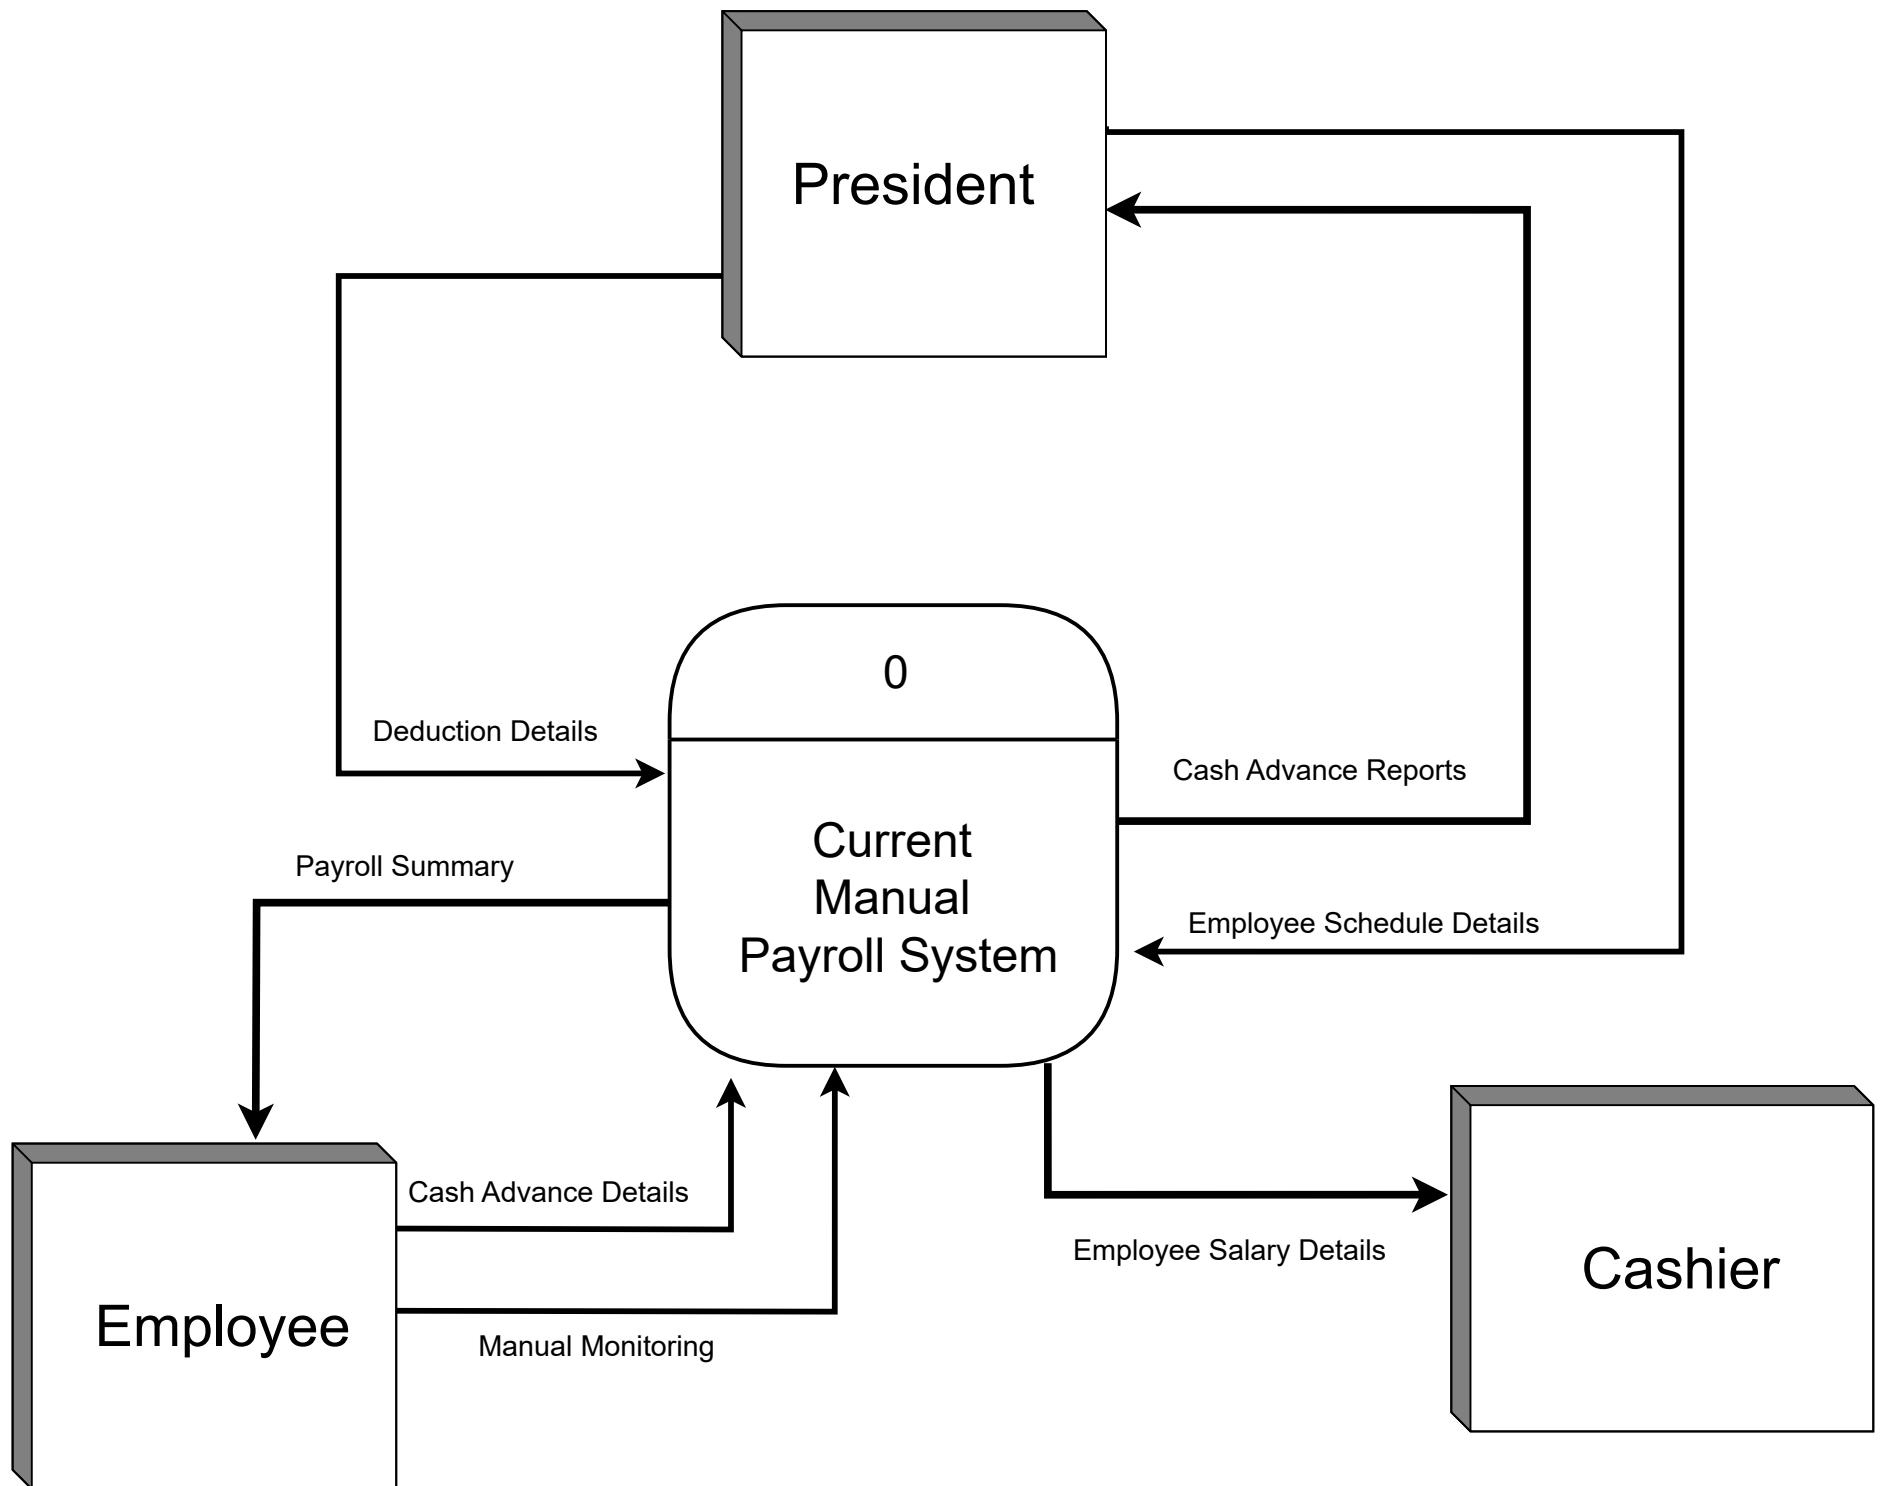 President
0
Deduction Details
Cash Advance Reports
Current
Manual
Payroll System
Payroll Summary
Employee Schedule Details
Cash Advance Details
Employee Salary Details
Cashier
Employee
Manual Monitoring